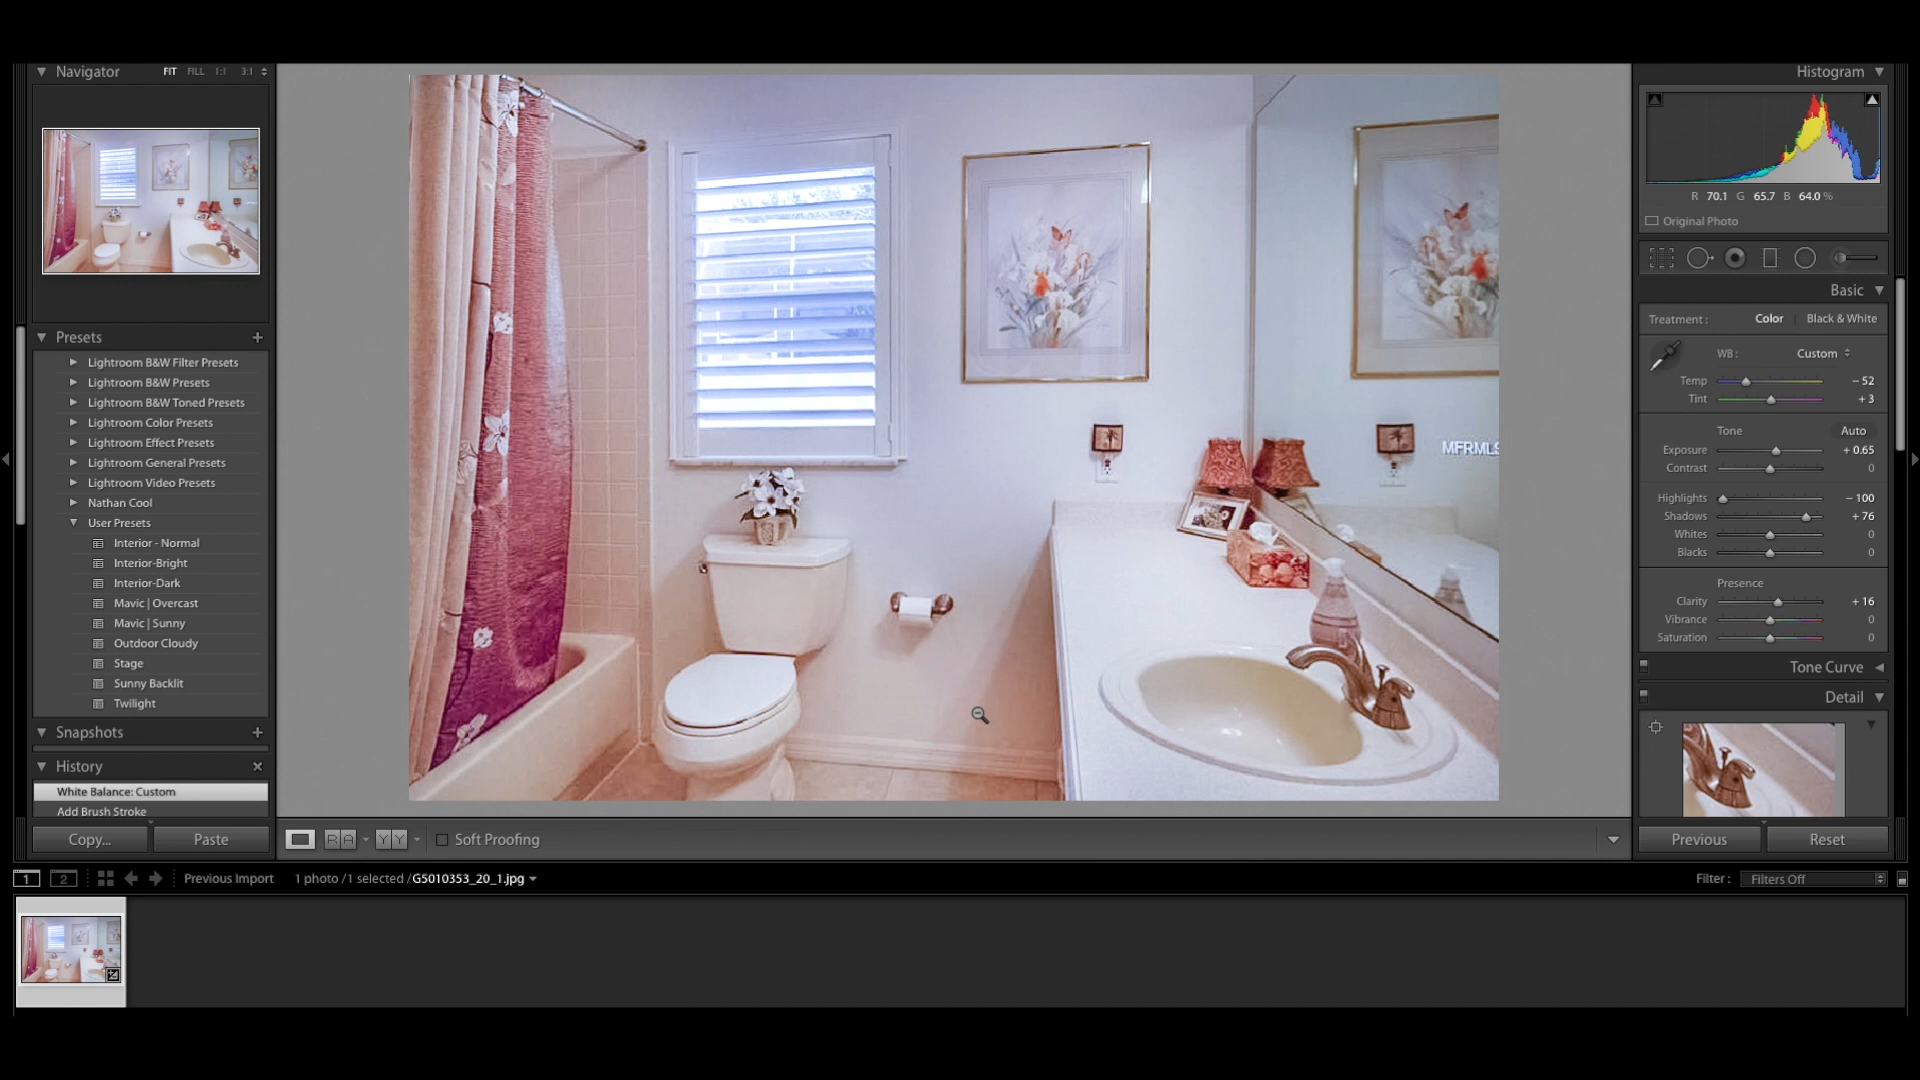 Navigator FIT FILL 1:1 3:1
Presets
Lightroom B&W Filter Presets
Lightroom B&W Presets
Lightroom B&W Toned Presets
Lightroom Color Presets
Lightroom Effect Presets
Lightroom General Presets
Lightroom Video Presets
Nathan Cool
User Presets
Interior - Normal
Interior-Bright
Interior-Dark
Mavic | Overcast
Mavic | Sunny
Outdoor Cloudy
Stage
Sunny Backlit
Twilight
Snapshots
History
White Balance: Custom
Add Brush Stroke
Copy... Paste
MFRMLS
R A Y Y Soft Proofing
Histogram
R 70.1 G 65.7 B 64.0 %
Original Photo
Basic
Treatment : Color Black & White
WB : Custom
Temp – 52
Tint + 3
Tone Auto
Exposure + 0.65
Contrast 0
Highlights – 100
Shadows + 76
Whites 0
Blacks 0
Presence
Clarity + 16
Vibrance 0
Saturation 0
Tone Curve
Detail
Previous Reset
1 2 Previous Import 1 photo /1 selected /G5010353_20_1.jpg Filter : Filters Off